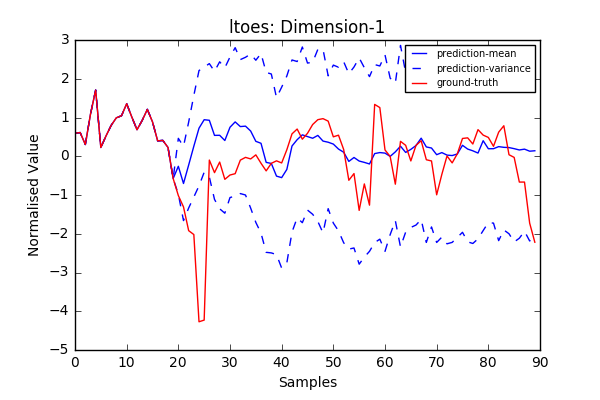 ltoes: Dimension-1
prediction-mean
prediction-variance
ground-truth
Normalised Value
3
2
1
0
−1
−2
−3
−4
−5
0 10 20 30 40 50 60 70 80 90
Samples